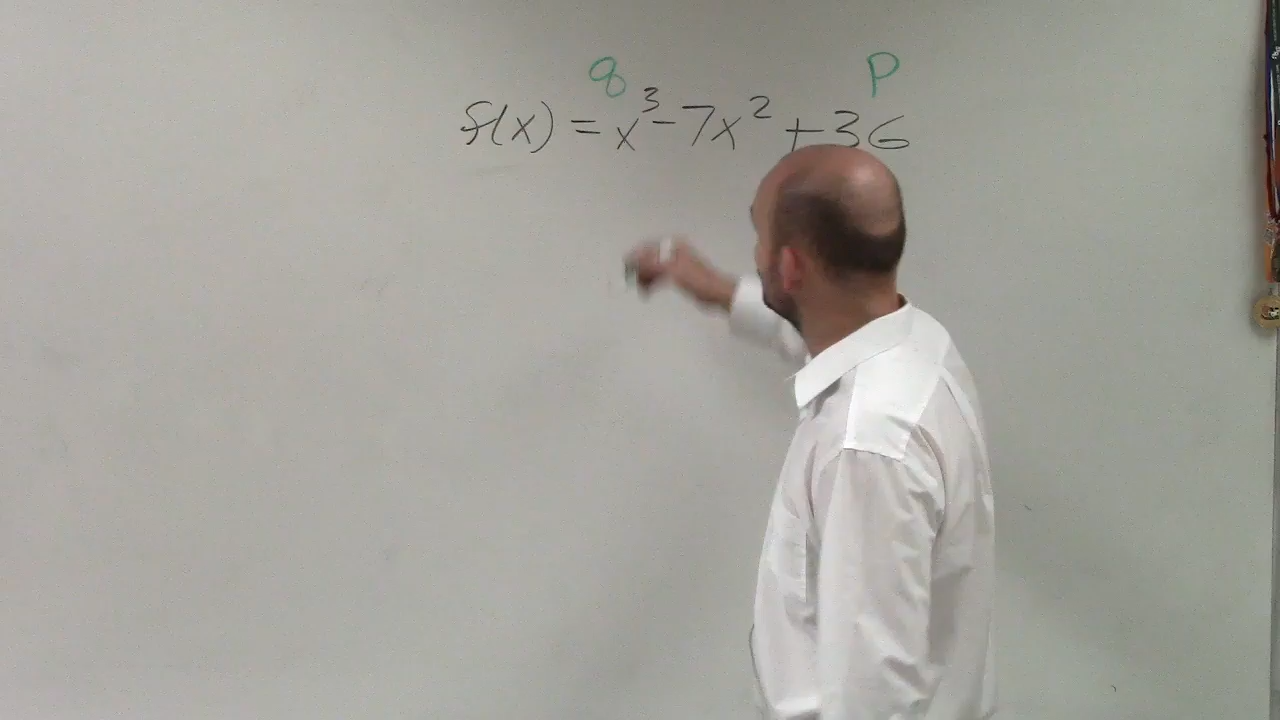 q p
f(x) = x³ - 7x² + 36